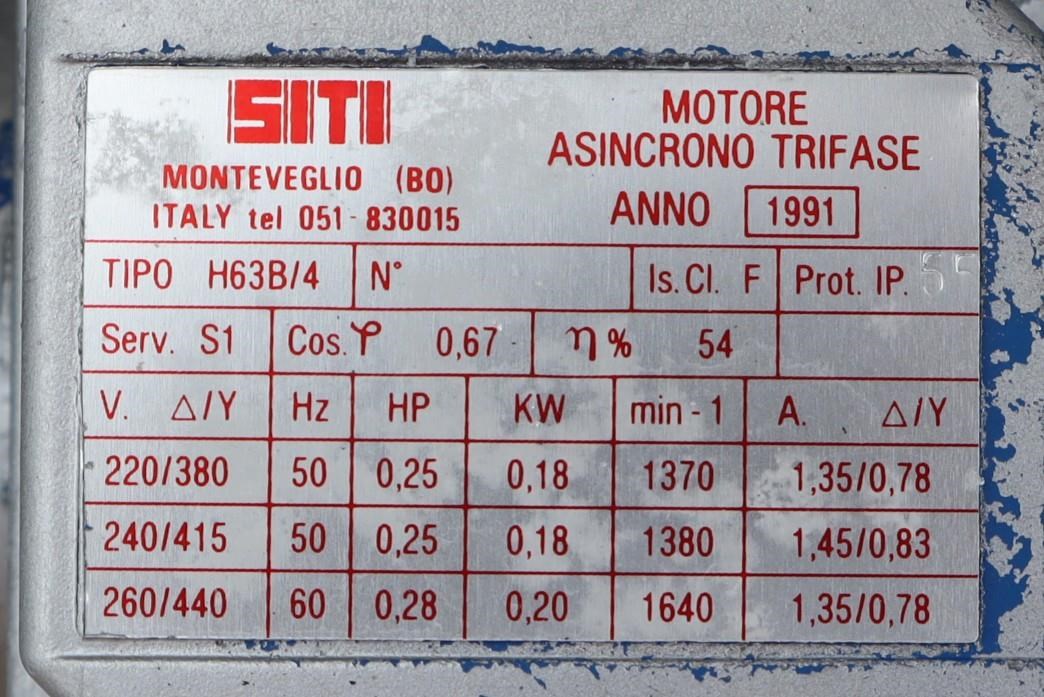 SITI
MONTEVEGLIO (BO)
ITALY tel 051-830015
MOTORE
ASINCRONO TRIFASE
ANNO 1991
TIPO H63B/4 N° Is. Cl. F Prot. IP. 55
Serv. S1 Cos. φ 0,67 η % 54
V. Δ/Y Hz HP KW min-1 A. Δ/Y
220/380 50 0,25 0,18 1370 1,35/0,78
240/415 50 0,25 0,18 1380 1,45/0,83
260/440 60 0,28 0,20 1640 1,35/0,78